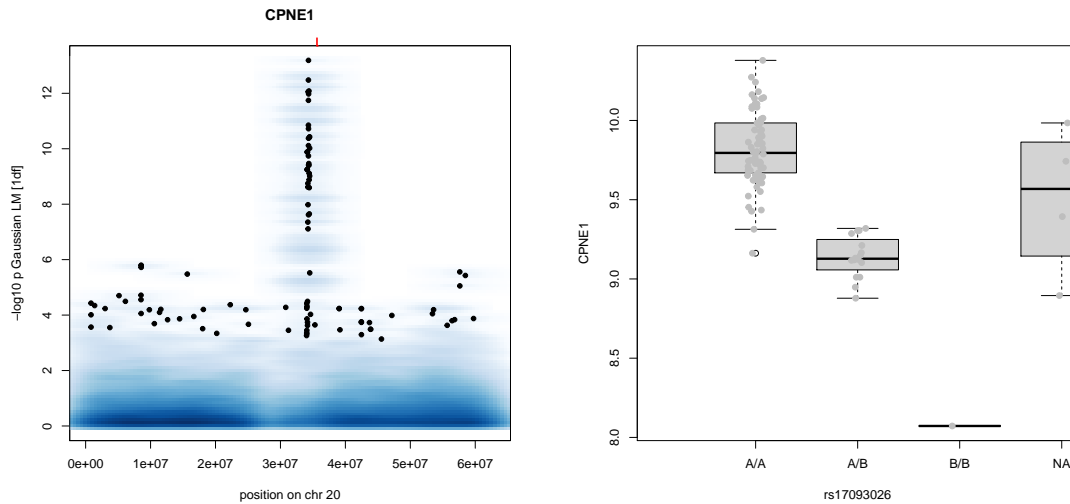 CPNE1
−log10 p Gaussian LM [1df]
12
10
8
6
4
2
0
0e+00 1e+07 2e+07 3e+07 4e+07 5e+07 6e+07
position on chr 20
CPNE1
10.0
9.5
9.0
8.5
8.0
A/A A/B B/B NA
rs17093026